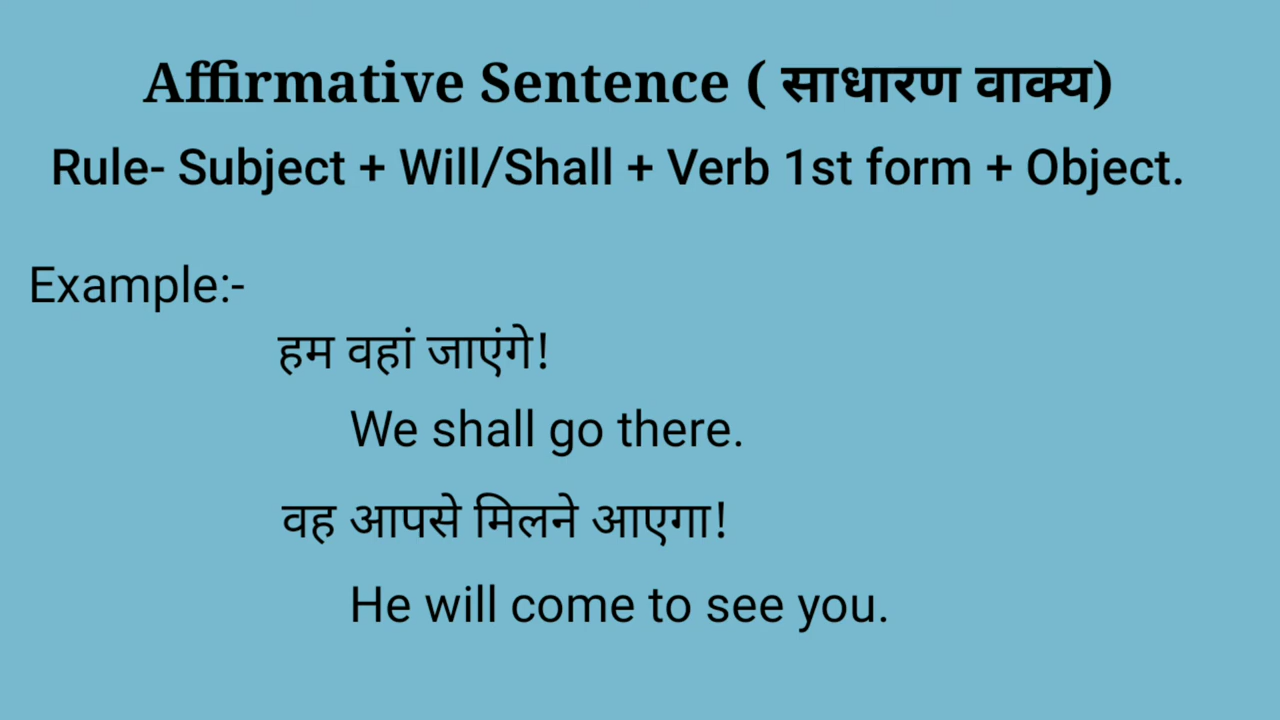 Affirmative Sentence ( साधारण वाक्य)
Rule- Subject + Will/Shall + Verb 1st form + Object.
Example:-
हम वहां जाएंगे!
We shall go there.
वह आपसे मिलने आएगा!
He will come to see you.